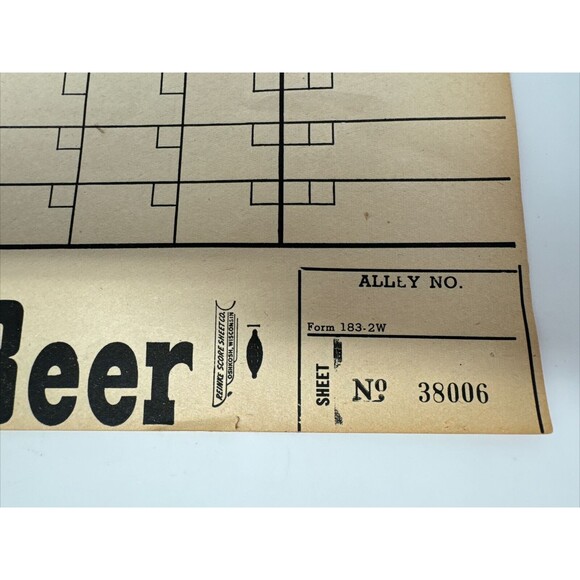 ALLEY NO.
Form 183-2W
Beer
REINKE SCORE SHEET CO.
OSHKOSH, WISCONSIN
SHEET
Nº 38006